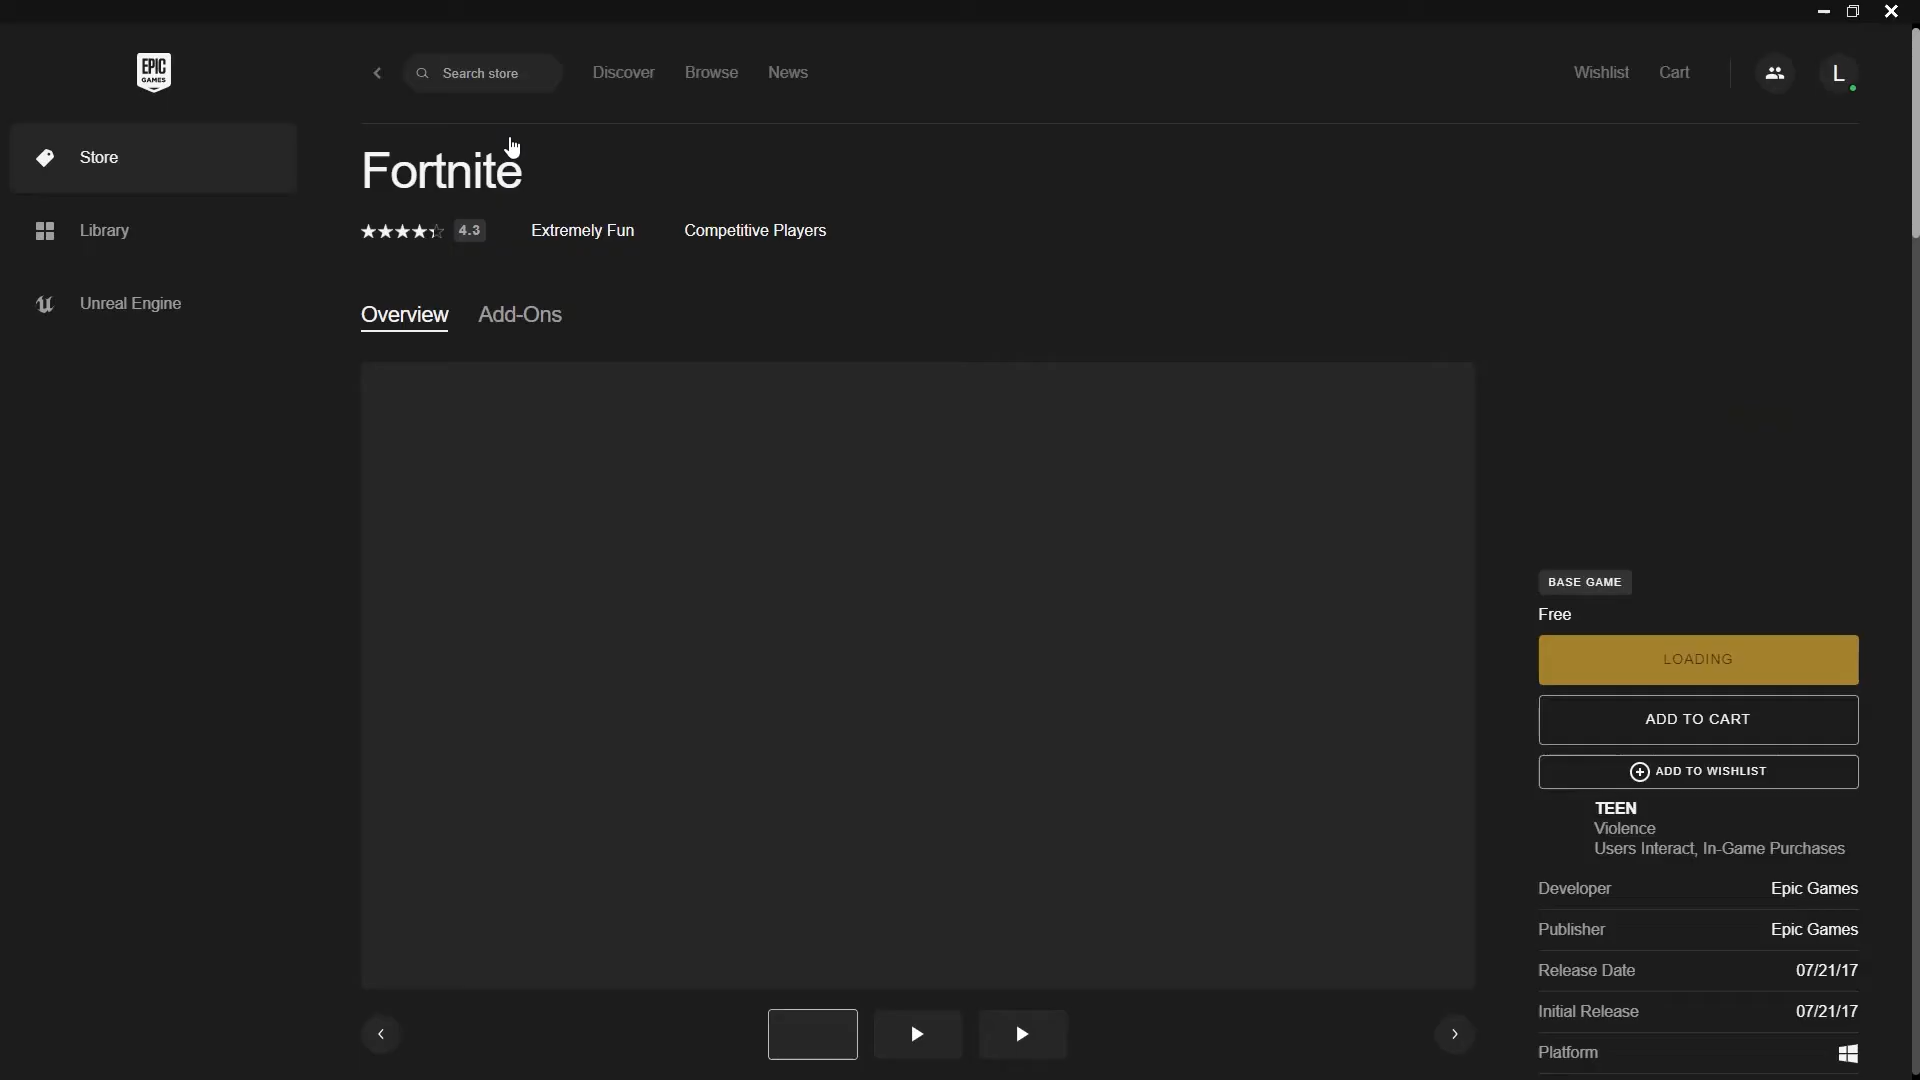 EPIC
GAMES
Search store
Discover
Browse
News
Wishlist
Cart
L
Store
Library
Unreal Engine
Fortnite
4.3
Extremely Fun
Competitive Players
Overview
Add-Ons
BASE GAME
Free
LOADING
ADD TO CART
ADD TO WISHLIST
TEEN
Violence
Users Interact, In-Game Purchases
Developer Epic Games
Publisher Epic Games
Release Date 07/21/17
Initial Release 07/21/17
Platform